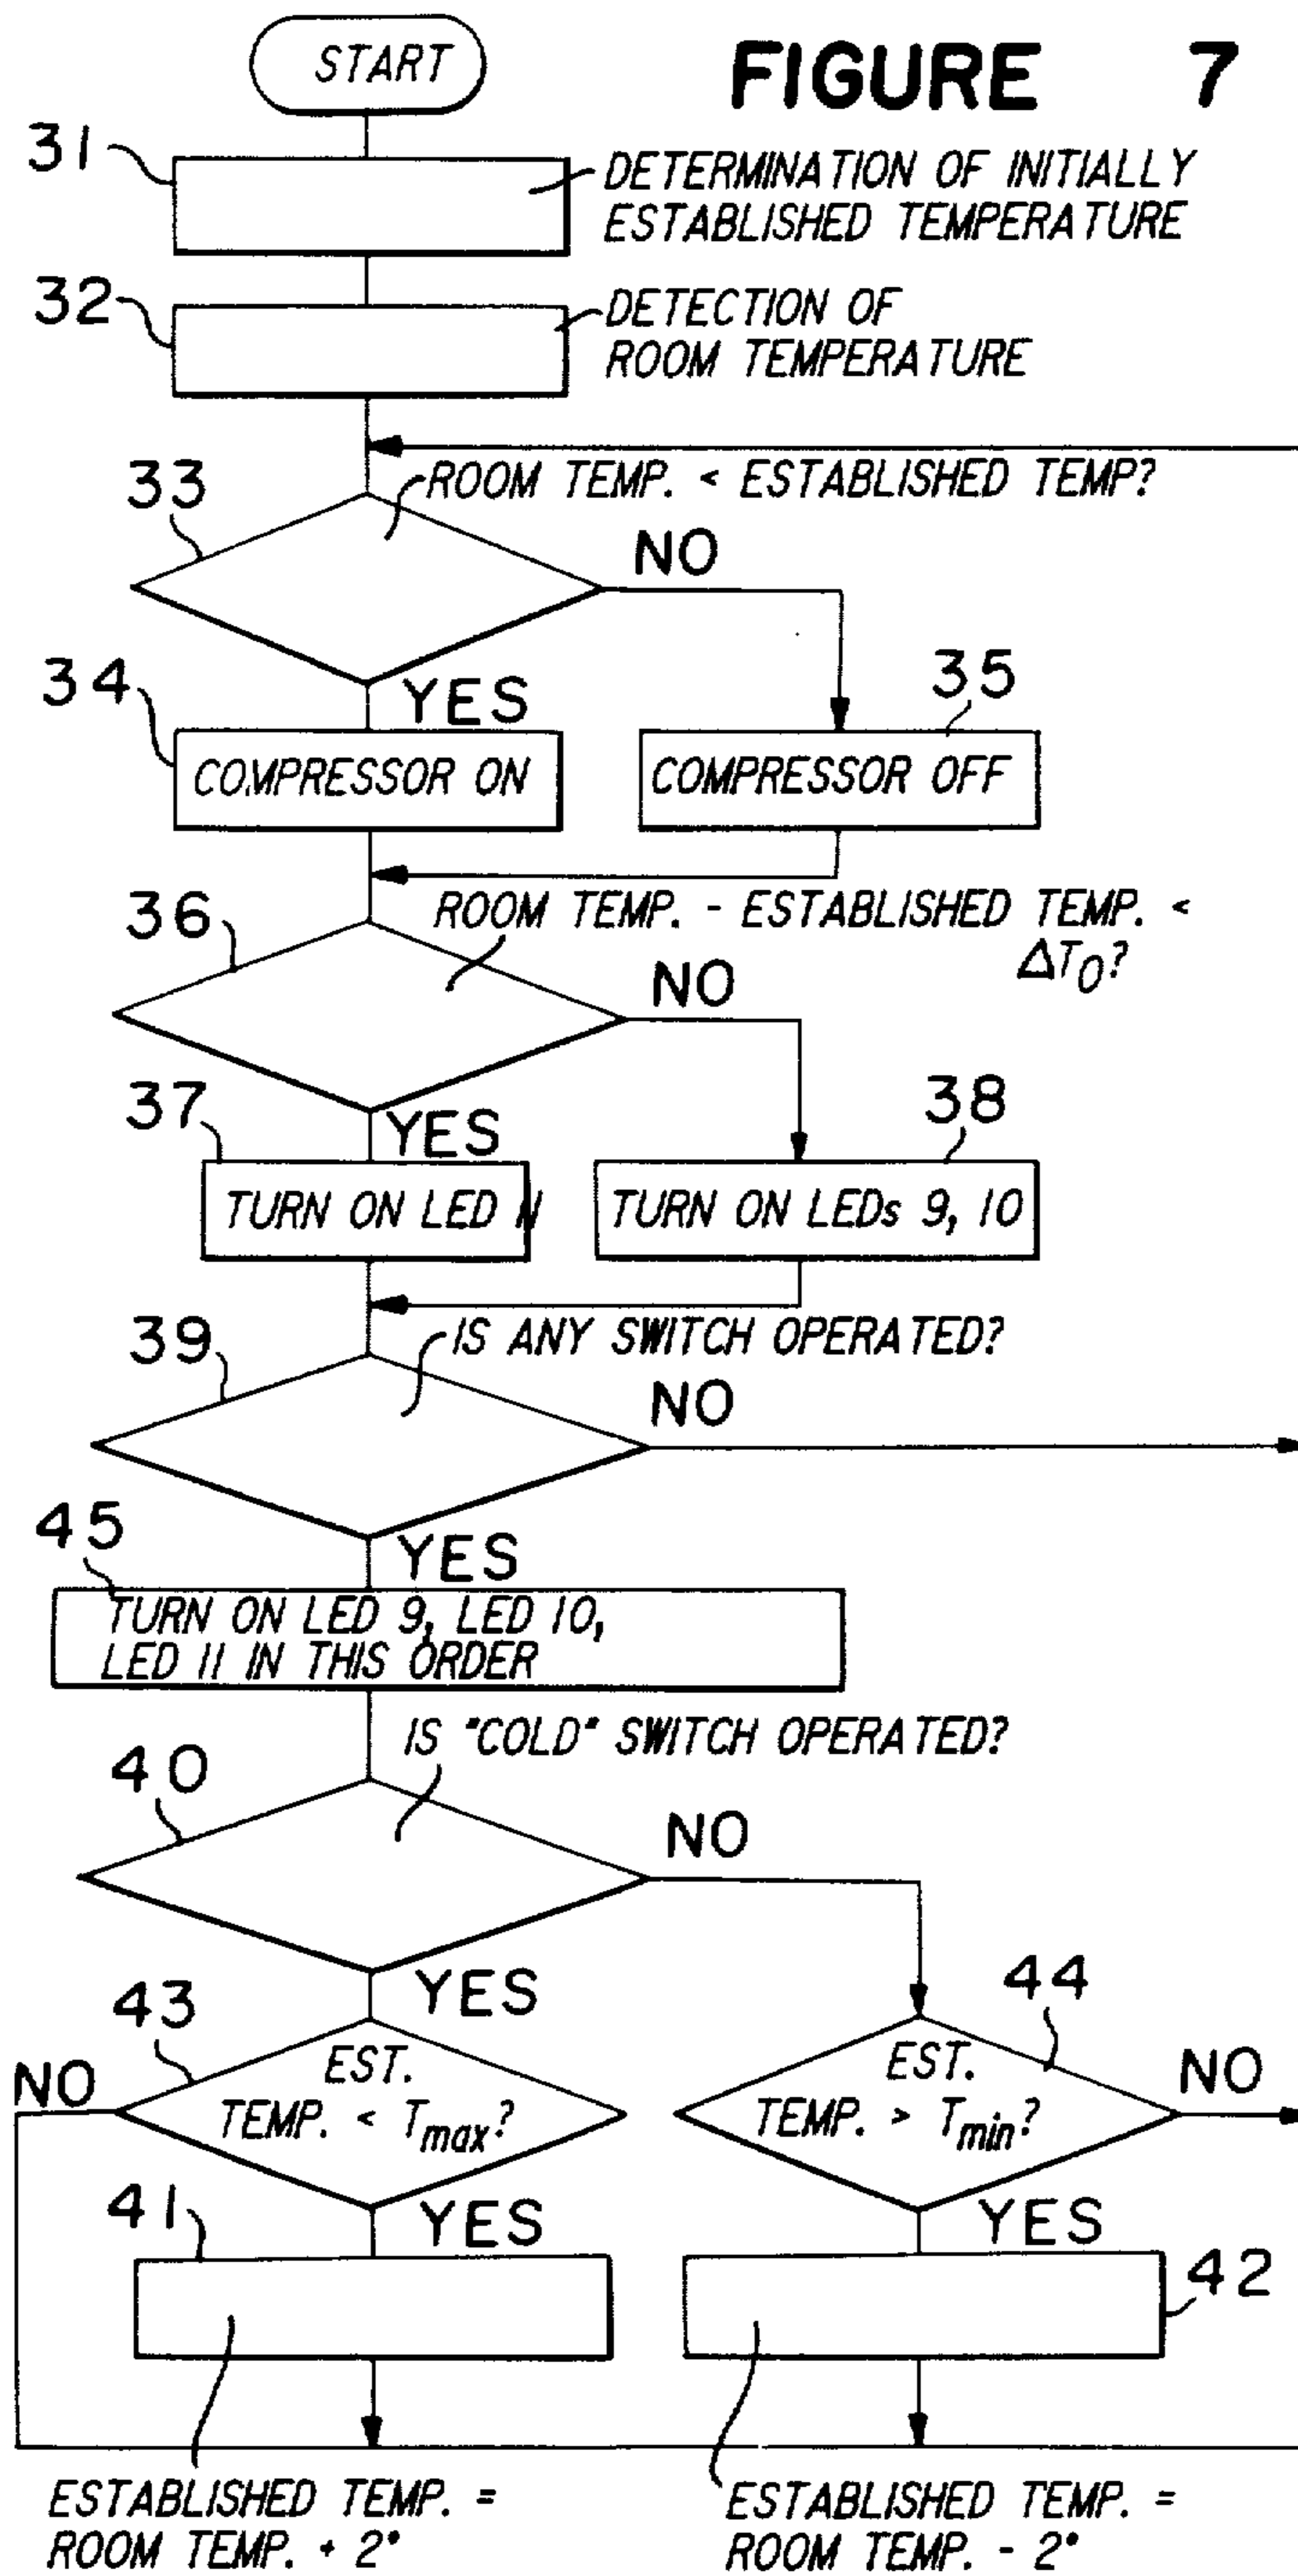 START
FIGURE 7
31
DETERMINATION OF INITIALLY
ESTABLISHED TEMPERATURE
32
DETECTION OF
ROOM TEMPERATURE
33
ROOM TEMP. < ESTABLISHED TEMP?
NO
34
YES
35
COMPRESSOR ON
COMPRESSOR OFF
36
ROOM TEMP. - ESTABLISHED TEMP. <
ΔT0?
NO
37
YES
38
TURN ON LED
TURN ON LEDs 9, 10
39
IS ANY SWITCH OPERATED?
NO
45
YES
TURN ON LED 9, LED 10,
LED 11 IN THIS ORDER
IS "COLD" SWITCH OPERATED?
40
NO
43
YES
44
NO
EST.
TEMP. < Tmax?
EST.
TEMP. > Tmin?
NO
41
YES
YES
42
ESTABLISHED TEMP. =
ROOM TEMP. + 2°
ESTABLISHED TEMP. =
ROOM TEMP. - 2°